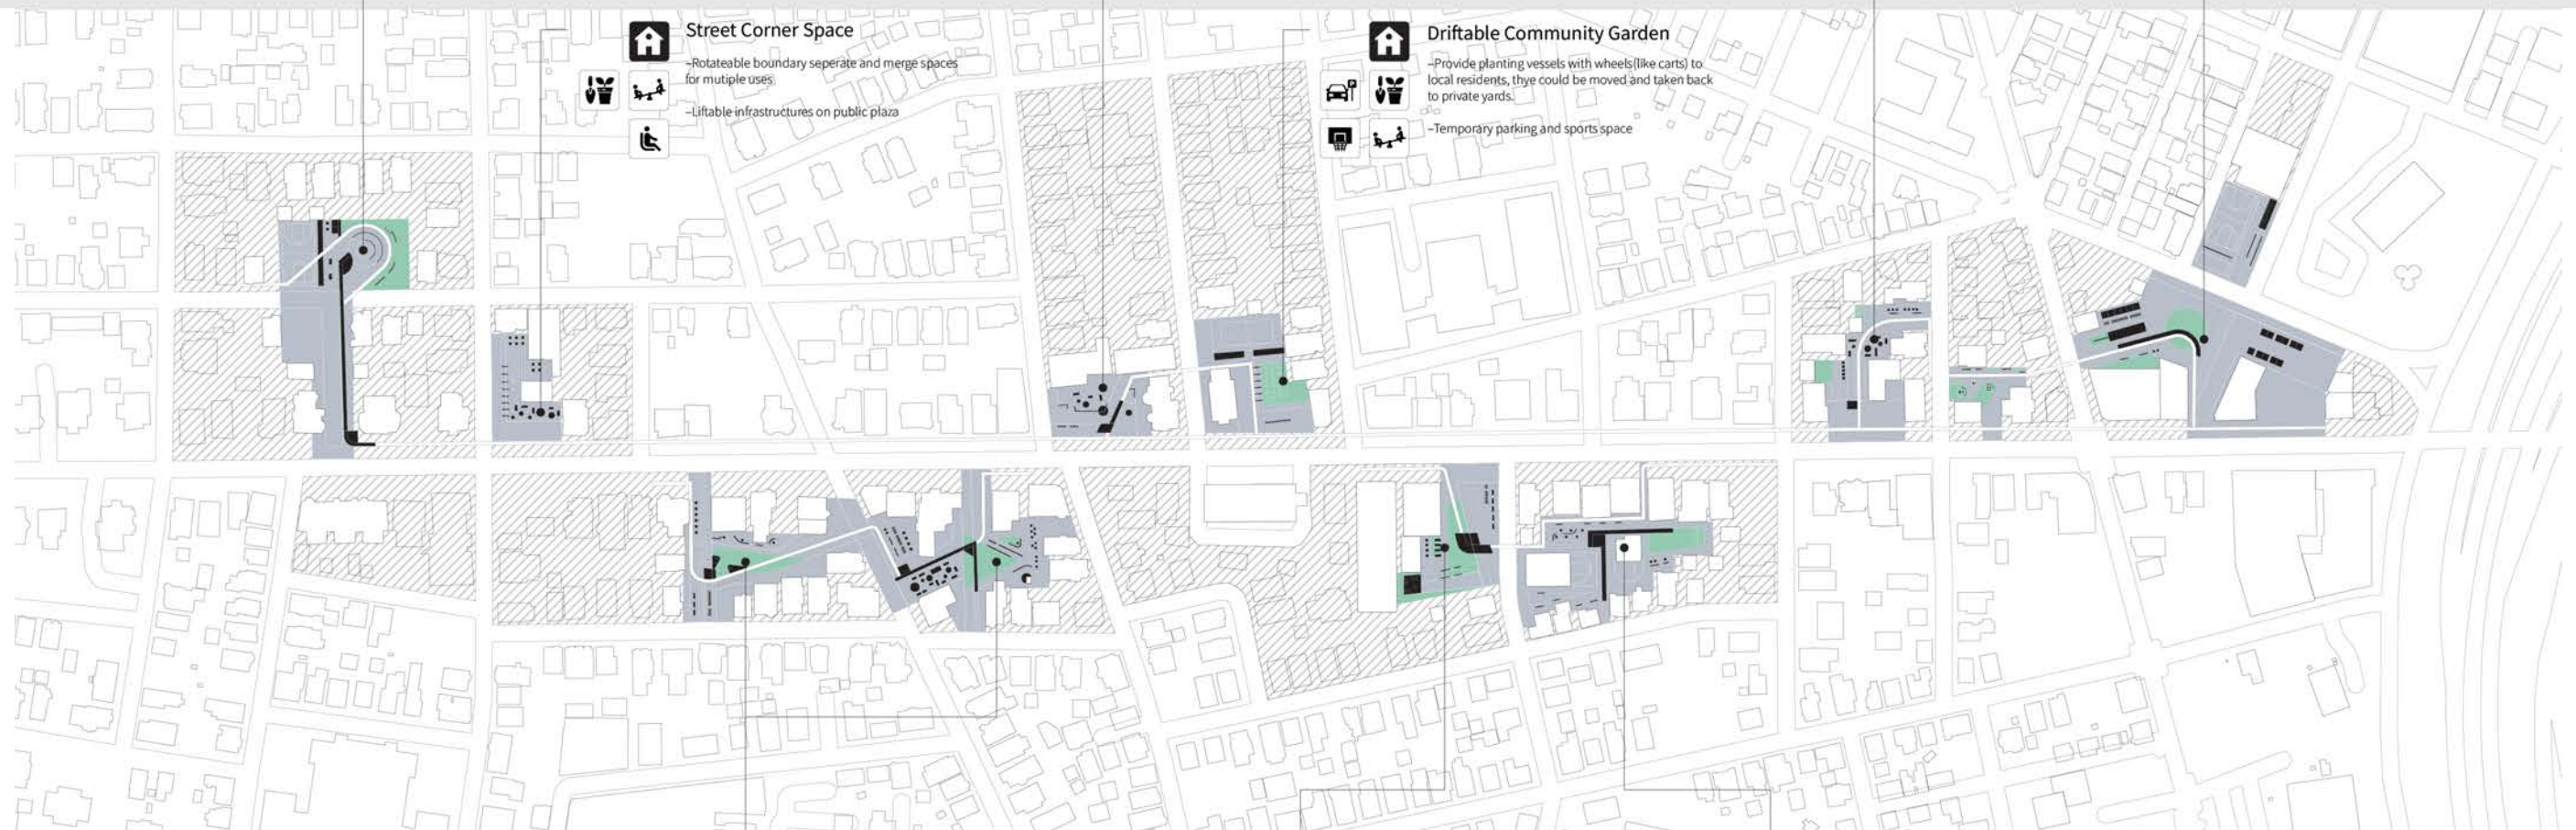 Street Corner Space
–Rotateable boundary seperate and merge spaces
for mutiple uses
–Liftable infrastructures on public plaza
Driftable Community Garden
–Provide planting vessels with wheels(like carts) to
local residents, thye could be moved and taken back
to private yards.
–Temporary parking and sports space